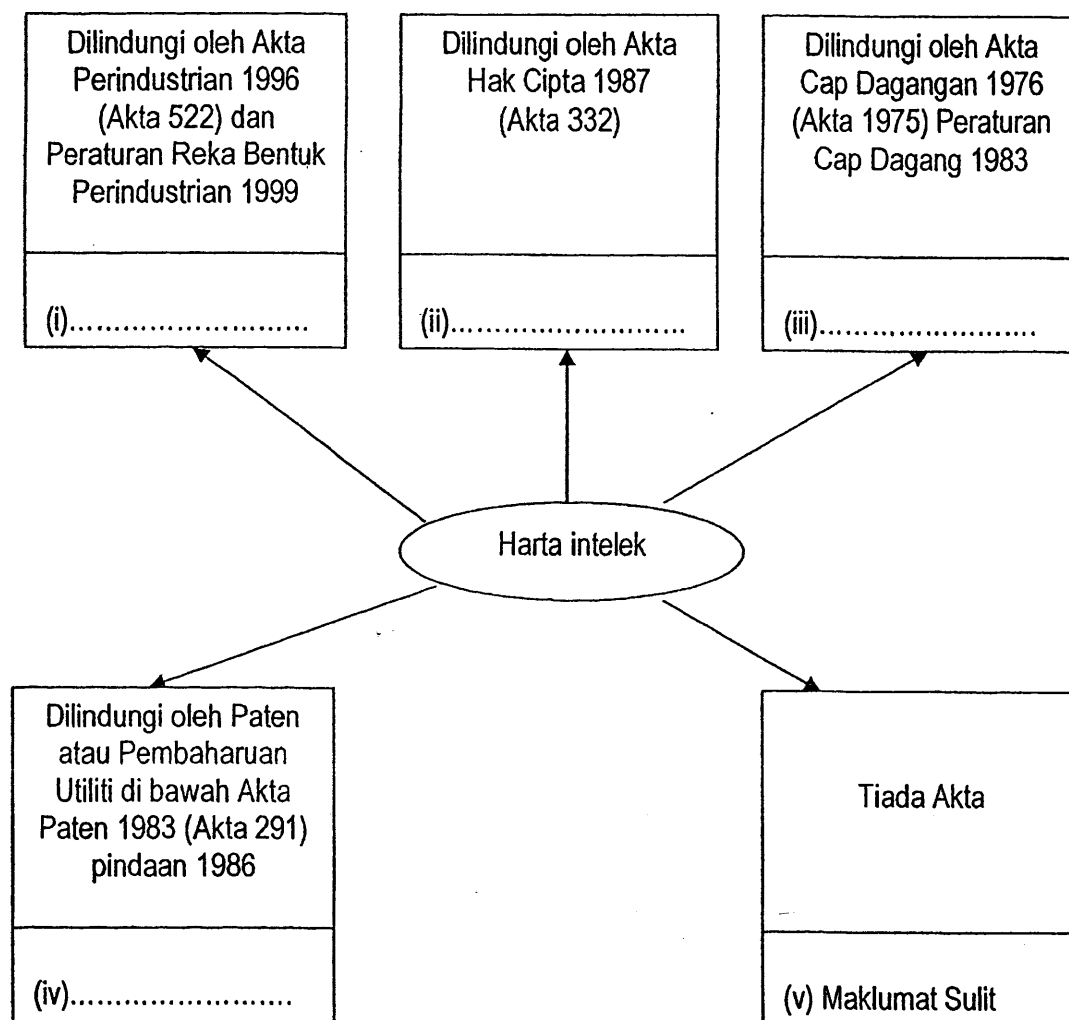 Dilindungi oleh Akta
Perindustrian 1996
(Akta 522) dan
Peraturan Reka Bentuk
Perindustrian 1999
(i)...........................
Dilindungi oleh Akta
Hak Cipta 1987
(Akta 332)
(ii)...........................
Dilindungi oleh Akta
Cap Dagangan 1976
(Akta 1975) Peraturan
Cap Dagang 1983
(iii).........................
Harta intelek
Dilindungi oleh Paten
atau Pembaharuan
Utiliti di bawah Akta
Paten 1983 (Akta 291)
pindaan 1986
(iv).........................
Tiada Akta
(v) Maklumat Sulit